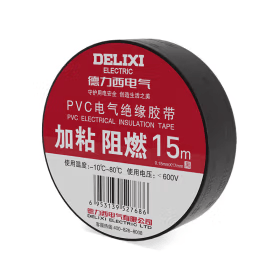 DELIXI
ELECTRIC
德力西电气
守护用电安全 创造生活之美
PVC电气绝缘胶带
PVC ELECTRICAL INSULATION TAPE
加粘 阻燃 15m
使用温度：-10℃~80℃ 使用电压：<600V
6 953139 527686
德力西电气有限公司
DELIXI ELECTRIC LTD